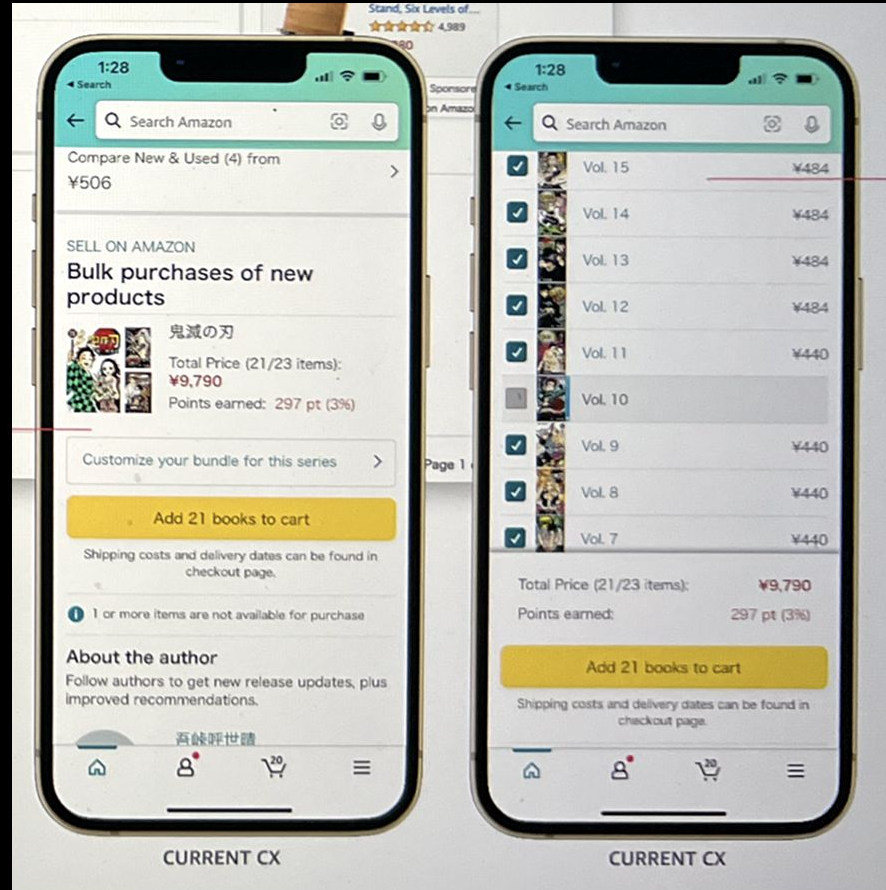 Stand, Six Levels of...
4,989
Sponsore
on Amazo
Page 1
1:28
Search
Search Amazon
Compare New & Used (4) from
¥506
SELL ON AMAZON
Bulk purchases of new
products
鬼滅の刃
Total Price (21/23 items):
¥9,790
Points earned: 297 pt (3%)
Customize your bundle for this series
Add 21 books to cart
Shipping costs and delivery dates can be found in
checkout page.
1 or more items are not available for purchase
About the author
Follow authors to get new release updates, plus
improved recommendations.
吾峠呼世晴
20
CURRENT CX
1:28
Search
Search Amazon
Vol. 15 ¥484
Vol. 14 ¥484
Vol. 13 ¥484
Vol. 12 ¥484
Vol. 11 ¥440
Vol. 10
Vol. 9 ¥440
Vol. 8 ¥440
Vol. 7 ¥440
Total Price (21/23 items): ¥9,790
Points earned: 297 pt (3%)
Add 21 books to cart
Shipping costs and delivery dates can be found in
checkout page.
20
CURRENT CX